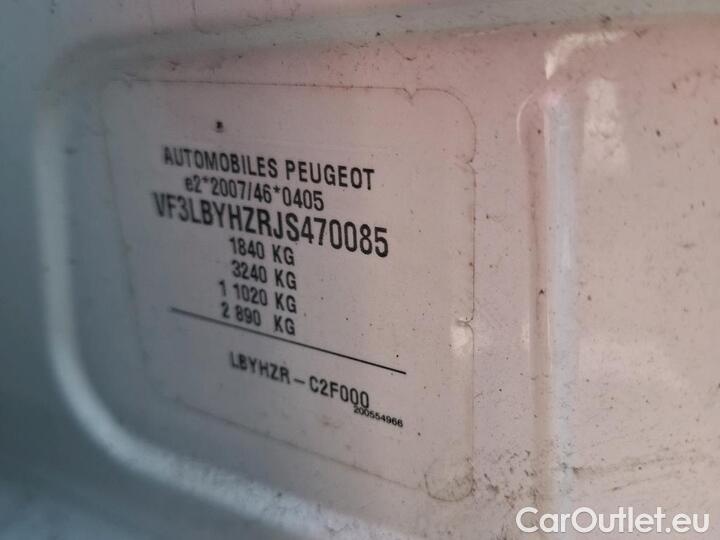 AUTOMOBILES PEUGEOT
e2*2007/46*0405
VF3LBYHZRJS470085
1840 KG
3240 KG
1 1020 KG
2 890 KG
LBYHZR-C2F000
200554966
CarOutlet.eu